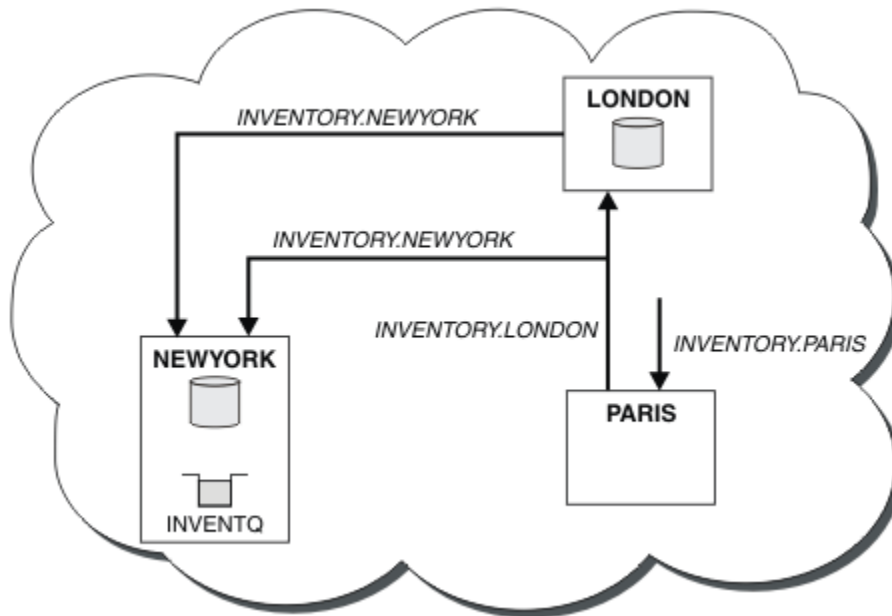 LONDON
INVENTORY.NEWYORK
INVENTORY.NEWYORK
INVENTORY.LONDON
INVENTORY.PARIS
NEWYORK
PARIS
INVENTQ